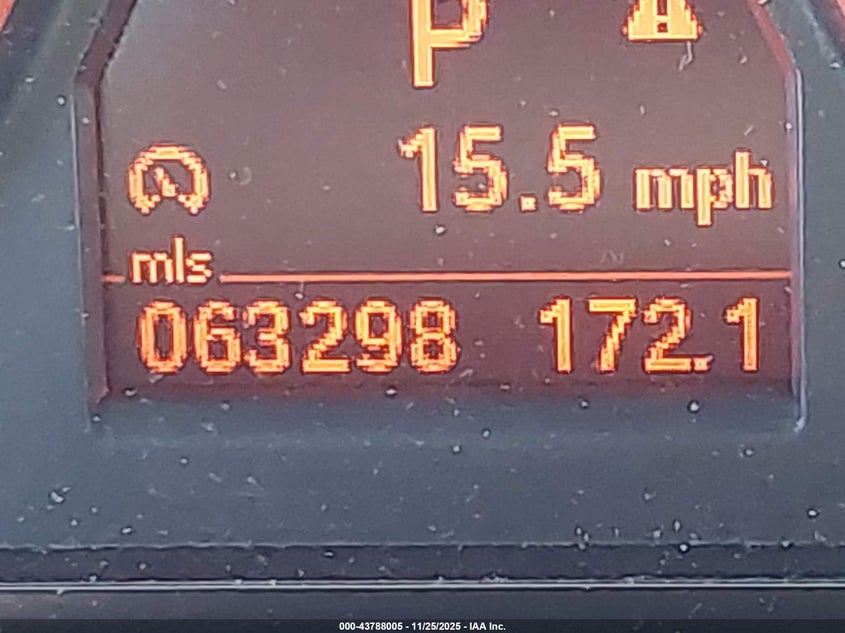 P
15.5 mph
mls
063298 172.1
000-43788005 - 11/25/2025 - IAA Inc.